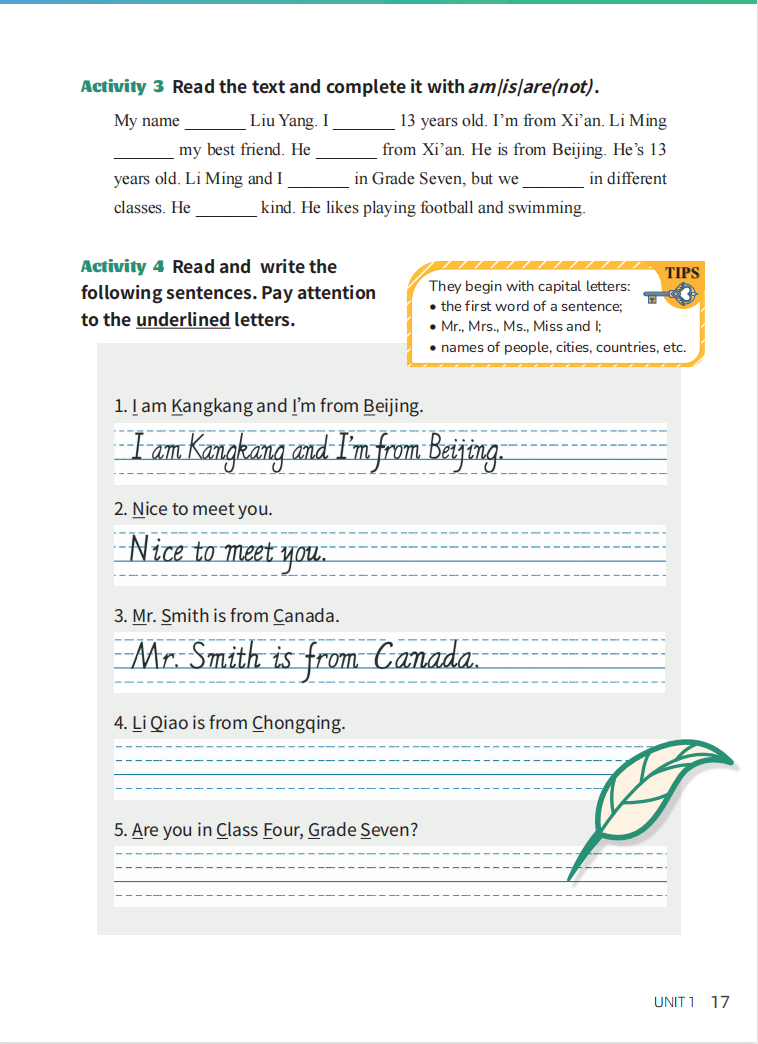 Activity 3 Read the text and complete it with am/is/are(not).
My name ______ Liu Yang. I ______ 13 years old. I'm from Xi'an. Li Ming
______ my best friend. He ______ from Xi'an. He is from Beijing. He's 13
years old. Li Ming and I ______ in Grade Seven, but we ______ in different
classes. He ______ kind. He likes playing football and swimming.
Activity 4 Read and write the
following sentences. Pay attention
to the underlined letters.
TIPS
They begin with capital letters:
• the first word of a sentence;
• Mr., Mrs., Ms., Miss and I;
• names of people, cities, countries, etc.
1. I am Kangkang and I'm from Beijing.
I am Kangkang and I'm from Beijing.
2. Nice to meet you.
Nice to meet you.
3. Mr. Smith is from Canada.
Mr. Smith is from Canada.
4. Li Qiao is from Chongqing.
5. Are you in Class Four, Grade Seven?
UNIT 1 17